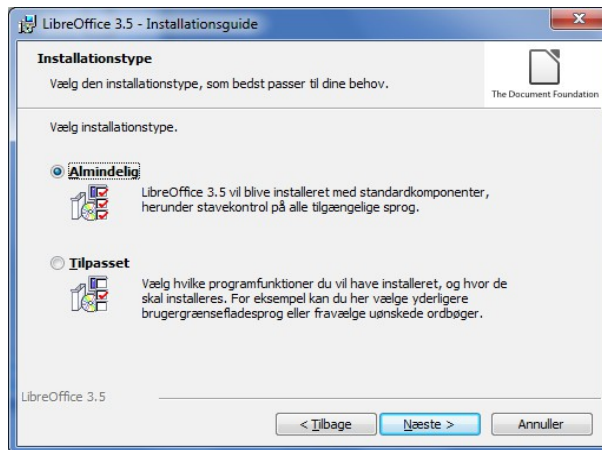 LibreOffice 3.5 - Installationsguide
Installationstype
Vælg den installationstype, som bedst passer til dine behov.
The Document Foundation
Vælg installationstype.
Almindelig
LibreOffice 3.5 vil blive installeret med standardkomponenter,
herunder stavekontrol på alle tilgængelige sprog.
Tilpasset
Vælg hvilke programfunktioner du vil have installeret, og hvor de
skal installeres. For eksempel kan du her vælge yderligere
brugergrænsefladesprog eller fravælge uønskede ordbøger.
LibreOffice 3.5
< Tilbage
Næste >
Annuller